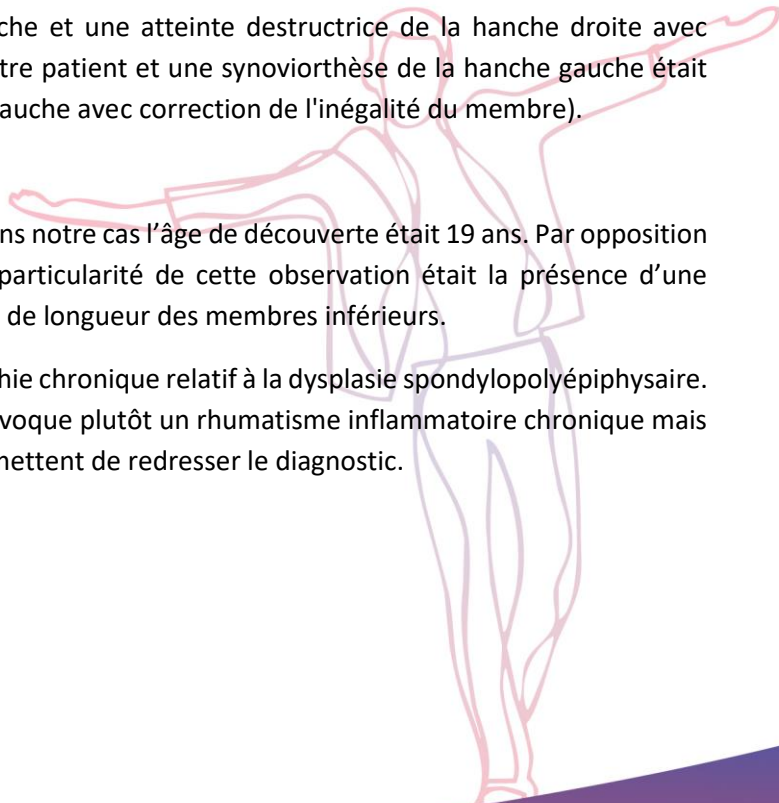 che et une atteinte destructrice de la hanche droite avec
tre patient et une synoviorthèse de la hanche gauche était
gauche avec correction de l'inégalité du membre).
ns notre cas l’âge de découverte était 19 ans. Par opposition
particularité de cette observation était la présence d’une
de longueur des membres inférieurs.
hie chronique relatif à la dysplasie spondylopolyépiphysaire.
voque plutôt un rhumatisme inflammatoire chronique mais
mettent de redresser le diagnostic.